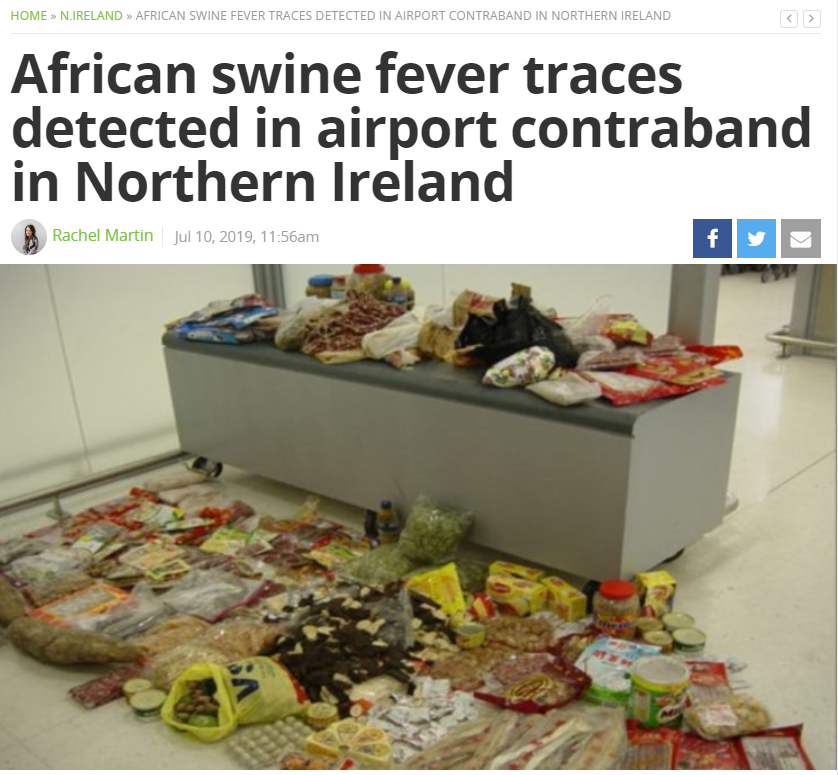 HOME » N.IRELAND » AFRICAN SWINE FEVER TRACES DETECTED IN AIRPORT CONTRABAND IN NORTHERN IRELAND
African swine fever traces
detected in airport contraband
in Northern Ireland
Rachel Martin
Jul 10, 2019, 11:56am